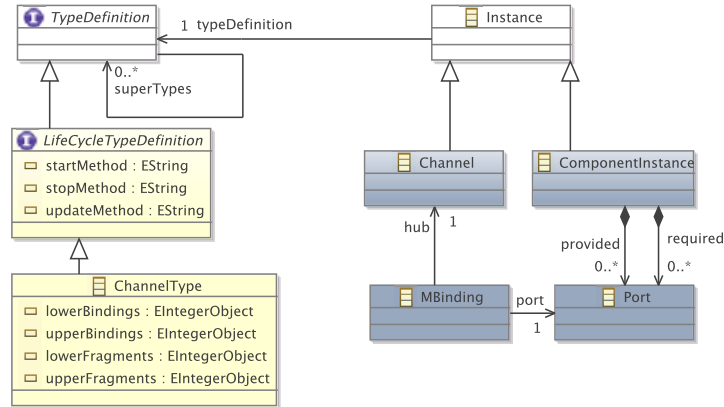 TypeDefinition
1 typeDefinition
Instance
0..*
superTypes
LifeCycleTypeDefinition
startMethod : EString
stopMethod : EString
updateMethod : EString
Channel
ComponentInstance
hub
1
provided
required
0..*
0..*
ChannelType
lowerBindings : EIntegerObject
upperBindings : EIntegerObject
lowerFragments : EIntegerObject
upperFragments : EIntegerObject
MBinding
port
1
Port